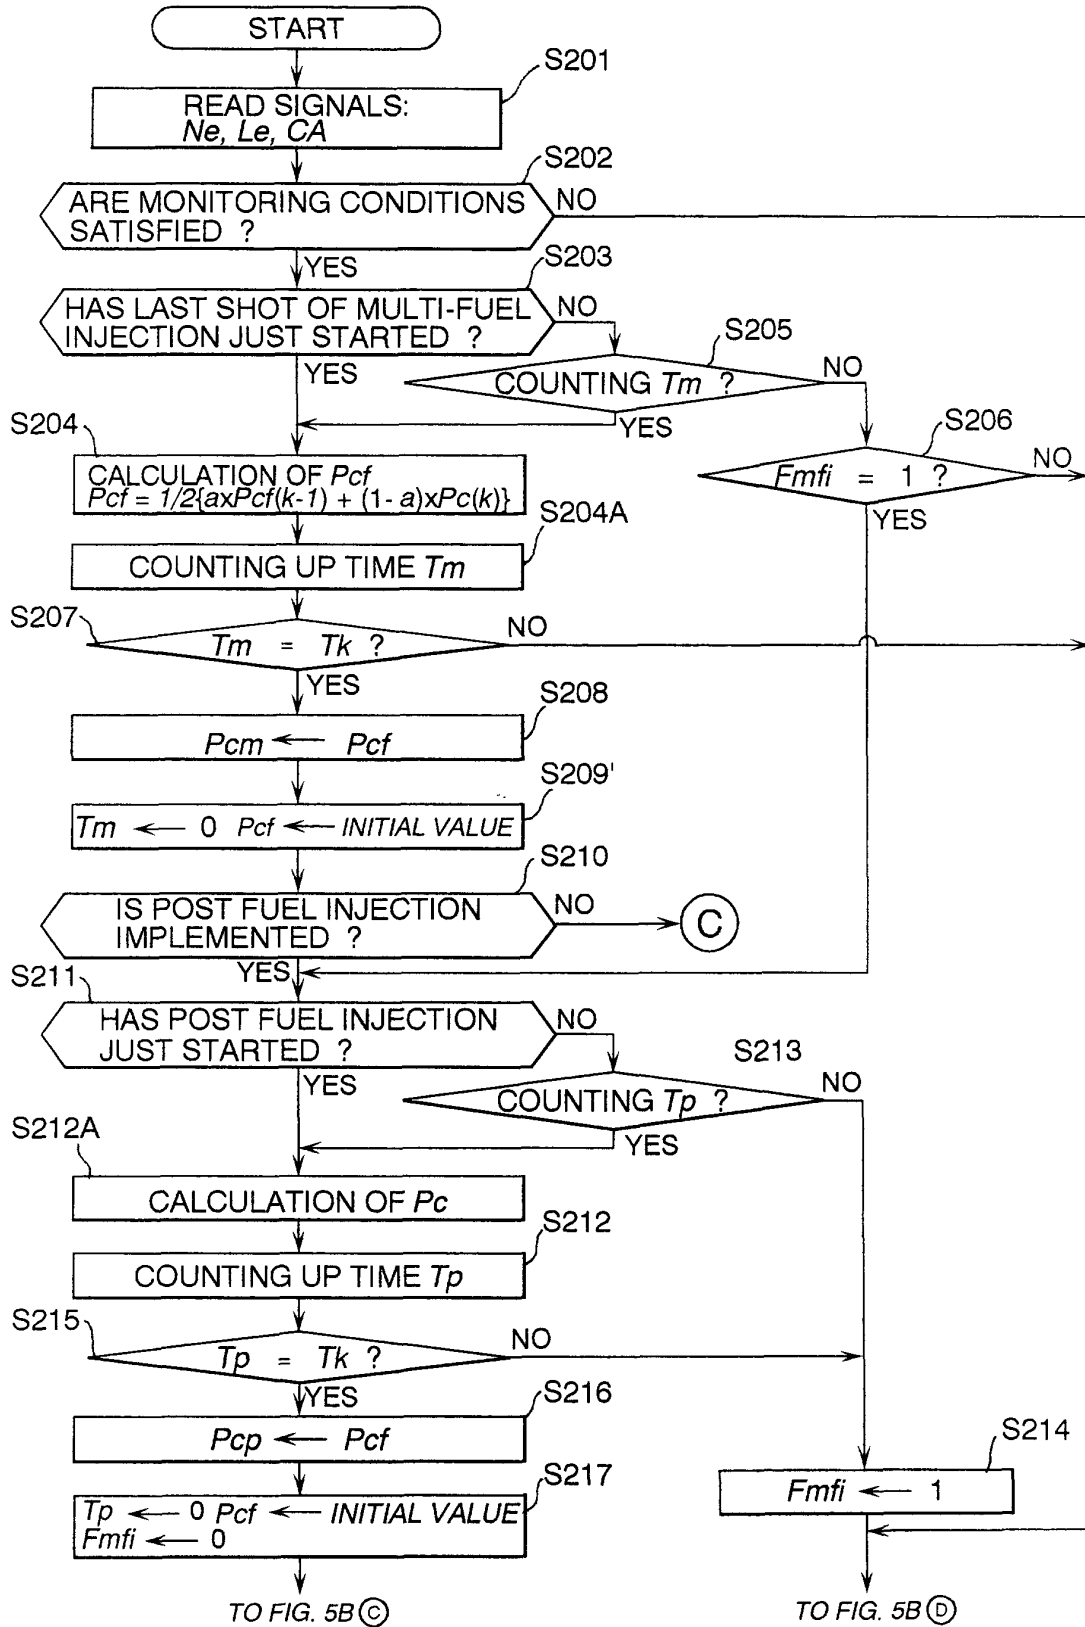 START
S201
READ SIGNALS:
Ne, Le, CA
S202
ARE MONITORING CONDITIONS
SATISFIED ?
NO
YES
S203
HAS LAST SHOT OF MULTI-FUEL
INJECTION JUST STARTED ?
NO
YES
S205
COUNTING Tm ?
NO
YES
S204
CALCULATION OF Pcf
Pcf = 1/2{axPcf(k-1) + (1-a)xPc(k)}
S206
Fmfi = 1 ?
NO
YES
S204A
COUNTING UP TIME Tm
S207
Tm = Tk ?
NO
YES
S208
Pcm ← Pcf
S209'
Tm ← 0 Pcf ← INITIAL VALUE
S210
IS POST FUEL INJECTION
IMPLEMENTED ?
NO
C
YES
S211
HAS POST FUEL INJECTION
JUST STARTED ?
NO
YES
S213
COUNTING Tp ?
NO
YES
S212A
CALCULATION OF Pc
S212
COUNTING UP TIME Tp
S215
Tp = Tk ?
NO
YES
S216
Pcp ← Pcf
S214
Fmfi ← 1
S217
Tp ← 0 Pcf ← INITIAL VALUE
Fmfi ← 0
TO FIG. 5B Ⓒ
TO FIG. 5B Ⓓ